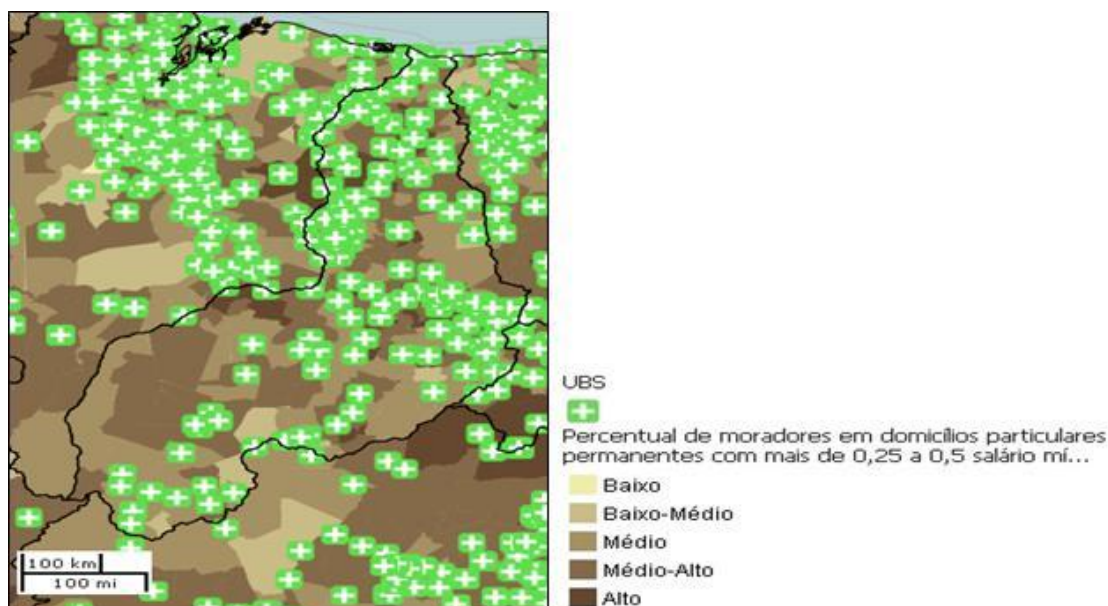 UBS
Percentual de moradores em domicílios particulares
permanentes com mais de 0,25 a 0,5 salário mí...
Baixo
Baixo-Médio
Médio
Médio-Alto
Alto
100 km
100 mi